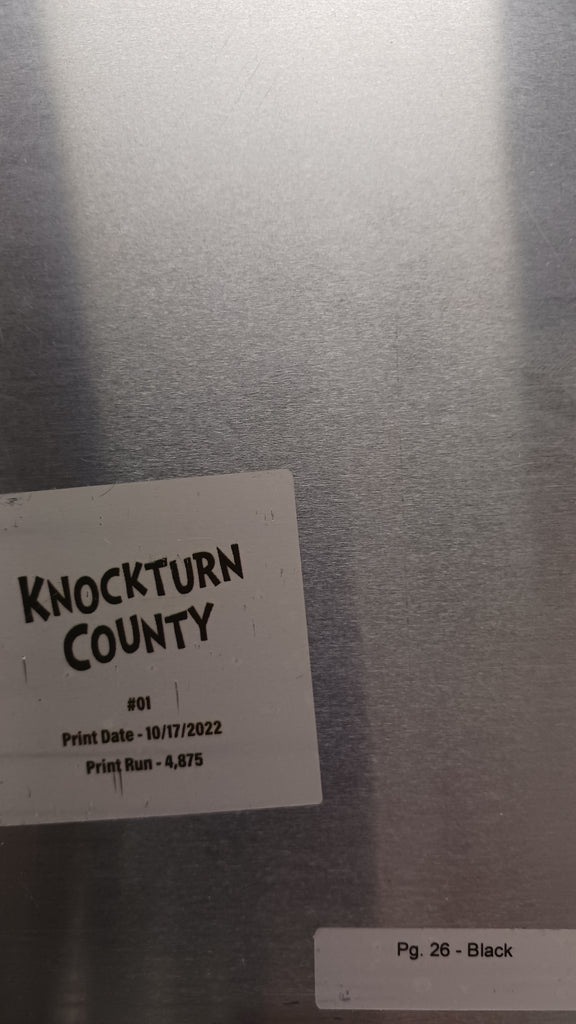 KNOCKTURN
COUNTY
#01
Print Date - 10/17/2022
Print Run - 4,875
Pg. 26 - Black